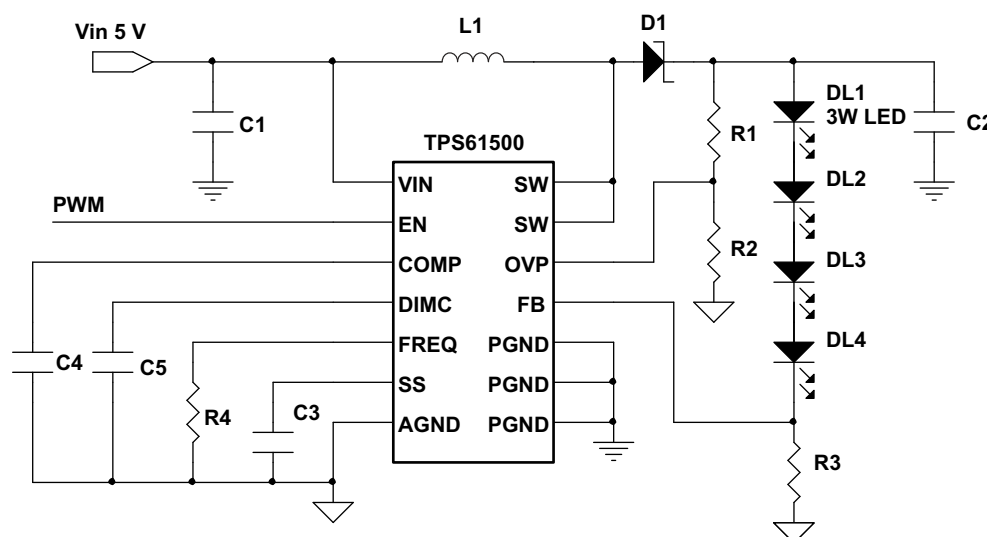 Vin 5 V
L1
D1
C1
TPS61500
R1
DL1
3W LED
C2
VIN
SW
PWM
EN
SW
DL2
COMP
OVP
R2
DL3
DIMC
FB
C4
C5
FREQ
PGND
DL4
R4
C3
SS
PGND
AGND
PGND
R3